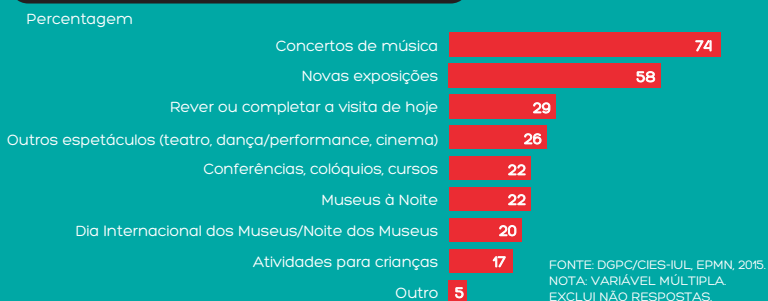 Percentagem
Concertos de música 74
Novas exposições 58
Rever ou completar a visita de hoje 29
Outros espetáculos (teatro, dança/performance, cinema) 26
Conferências, colóquios, cursos 22
Museus à Noite 22
Dia Internacional dos Museus/Noite dos Museus 20
Atividades para crianças 17
Outro 5
FONTE: DGPC/CIES-IUL, EPMN, 2015.
NOTA: VARIÁVEL MÚLTIPLA.
EXCLUI NÃO RESPOSTAS.